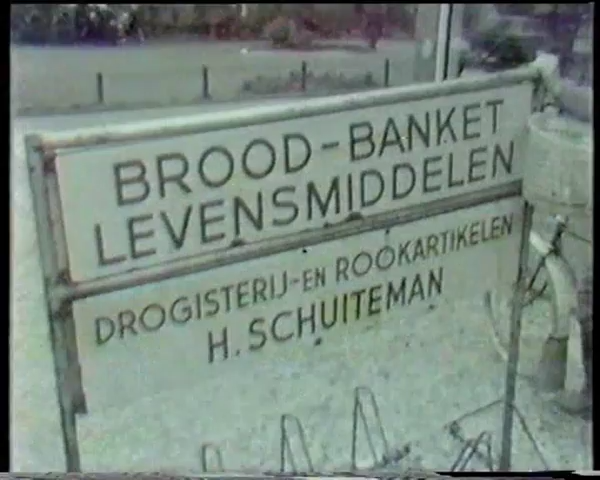 BROOD-BANKET
LEVENSMIDDELEN
DROGISTERIJ-EN ROOKARTIKELEN
H. SCHUITEMAN